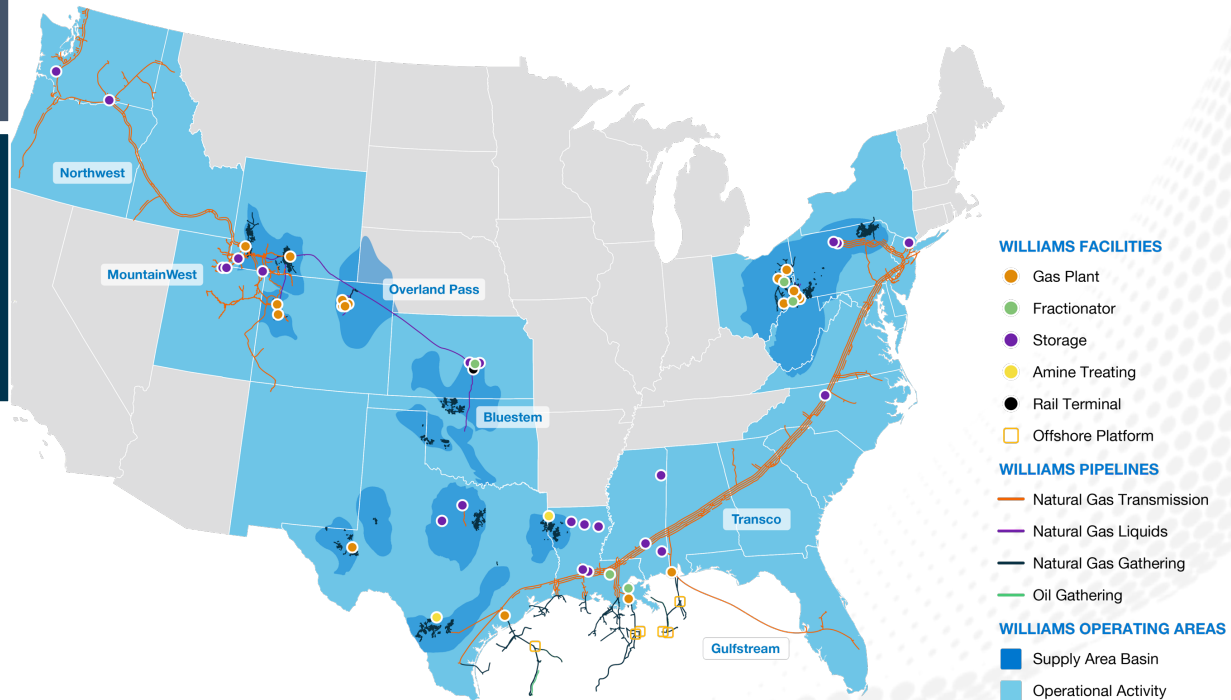 Northwest
MountainWest
Overland Pass
Bluestem
Transco
Gulfstream
WILLIAMS FACILITIES
Gas Plant
Fractionator
Storage
Amine Treating
Rail Terminal
Offshore Platform
WILLIAMS PIPELINES
Natural Gas Transmission
Natural Gas Liquids
Natural Gas Gathering
Oil Gathering
WILLIAMS OPERATING AREAS
Supply Area Basin
Operational Activity